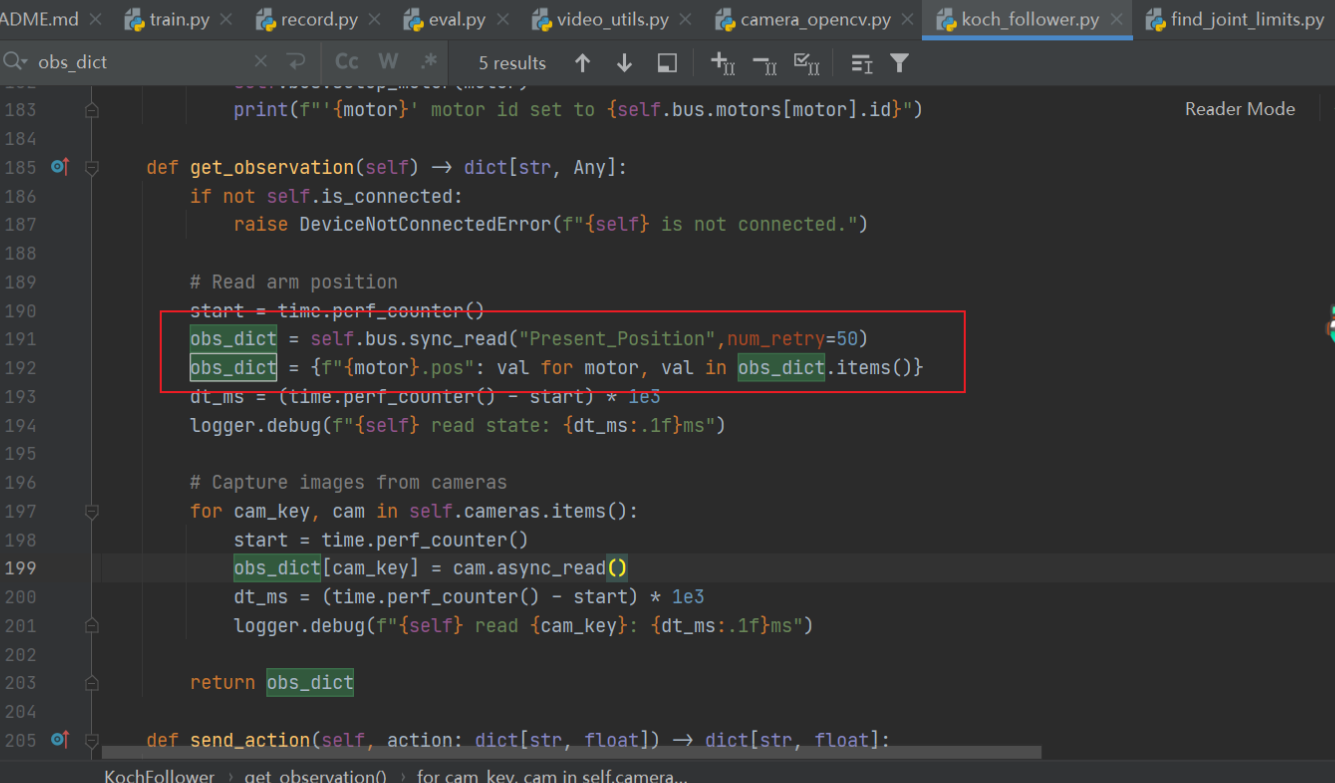 ADME.md × train.py × record.py × eval.py × video_utils.py × camera_opencv.py × koch_follower.py × find_joint_limits.py
obs_dict × Cc W .* 5 results
183 print(f"'{motor}' motor id set to {self.bus.motors[motor].id}") Reader Mode
184
185 def get_observation(self) → dict[str, Any]:
186 if not self.is_connected:
187 raise DeviceNotConnectedError(f"{self} is not connected.")
188
189 # Read arm position
190 start = time.perf_counter()
191 obs_dict = self.bus.sync_read("Present_Position",num_retry=50)
192 obs_dict = {f"{motor}.pos": val for motor, val in obs_dict.items()}
193 dt_ms = (time.perf_counter() - start) * 1e3
194 logger.debug(f"{self} read state: {dt_ms:.1f}ms")
195
196 # Capture images from cameras
197 for cam_key, cam in self.cameras.items():
198 start = time.perf_counter()
199 obs_dict[cam_key] = cam.async_read()
200 dt_ms = (time.perf_counter() - start) * 1e3
201 logger.debug(f"{self} read {cam_key}: {dt_ms:.1f}ms")
202
203 return obs_dict
204
205 def send_action(self, action: dict[str, float]) → dict[str, float]:
KochFollower › get_observation() › for cam_key, cam in self.camera...